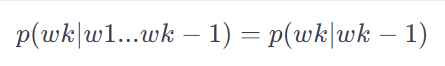 p(wk|w1...wk − 1) = p(wk|wk − 1)